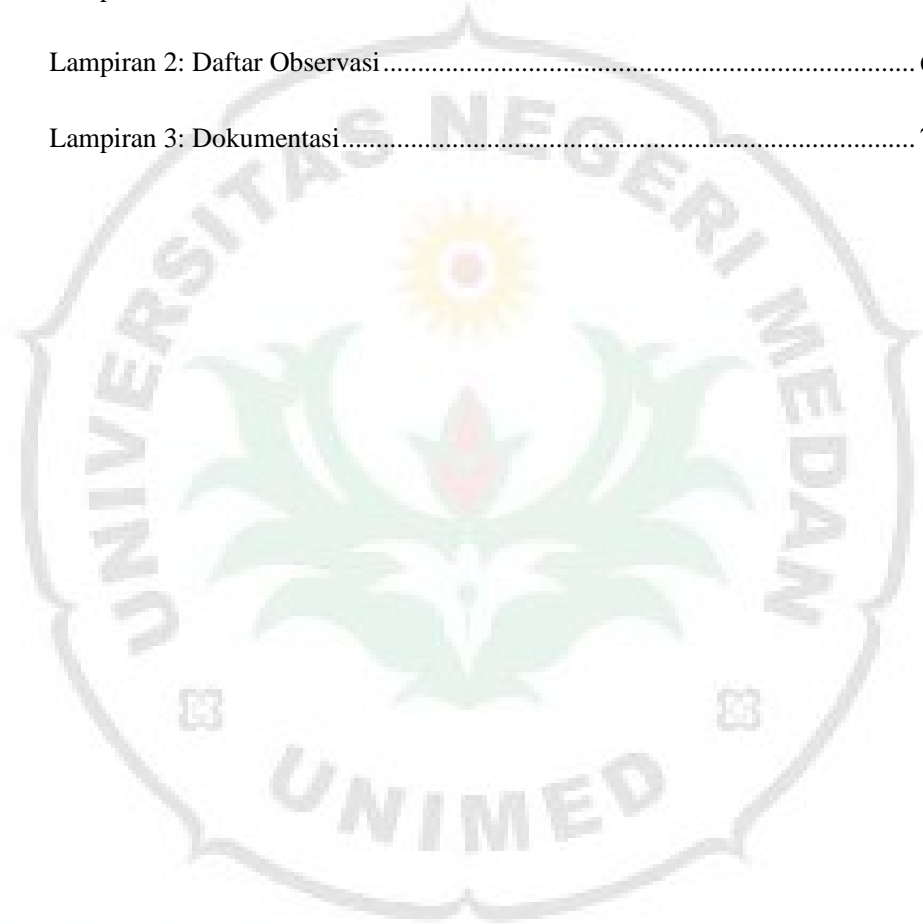 Lampiran 2: Daftar Observasi
Lampiran 3: Dokumentasi
UNIVERSITAS NEGERI MEDAN
UNIMED